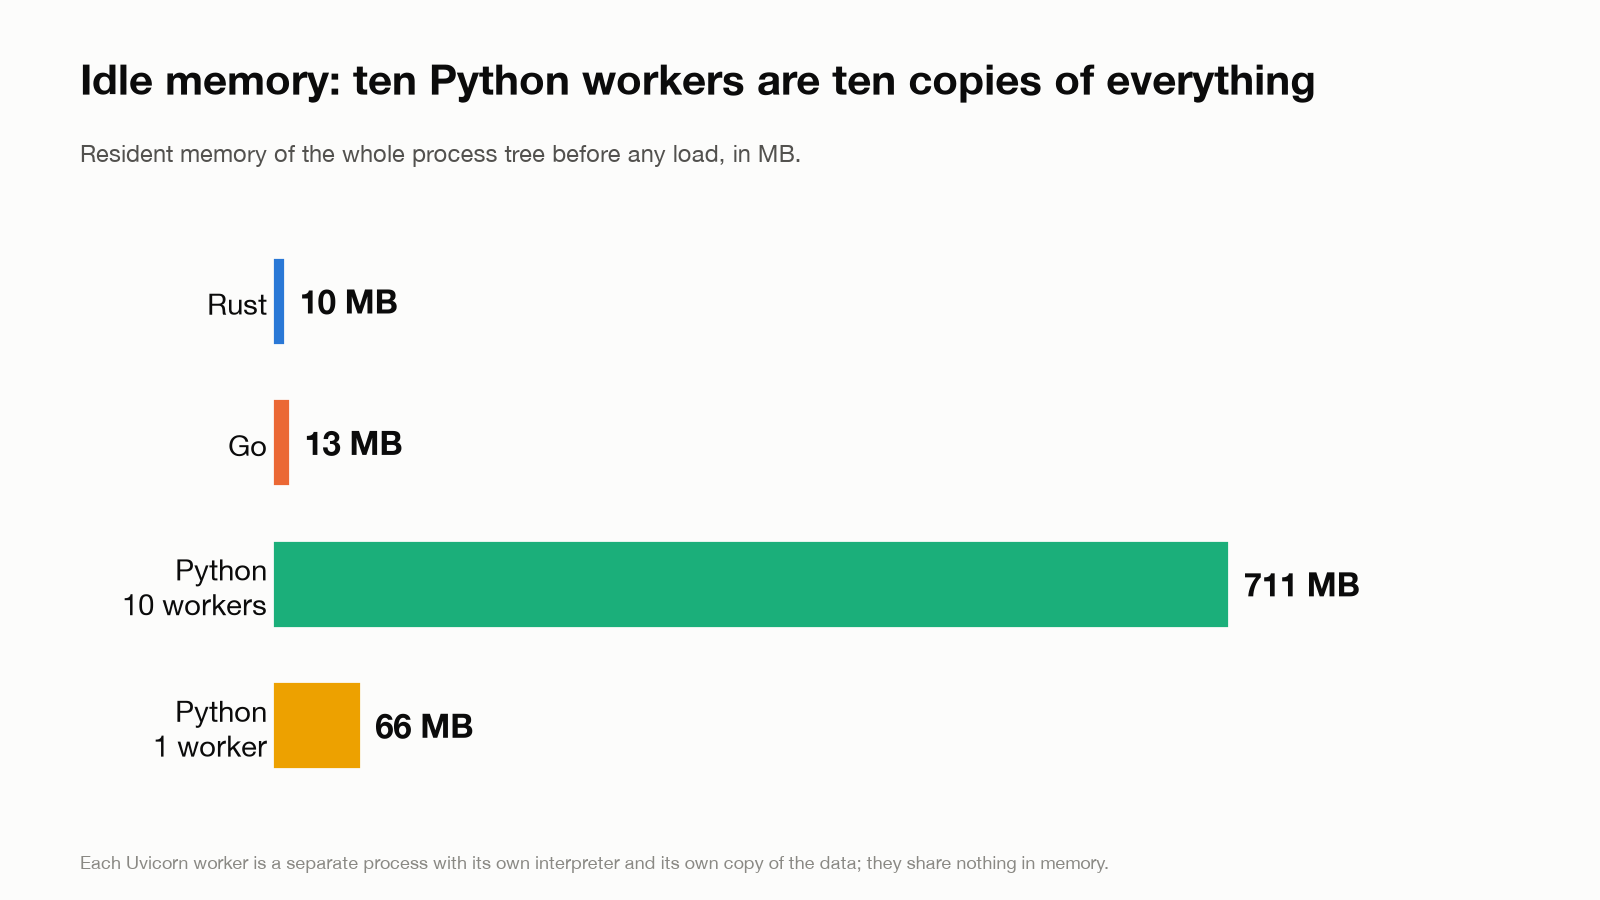 Idle memory: ten Python workers are ten copies of everything
Resident memory of the whole process tree before any load, in MB.
Rust 10 MB
Go 13 MB
Python
10 workers 711 MB
Python
1 worker 66 MB
Each Uvicorn worker is a separate process with its own interpreter and its own copy of the data; they share nothing in memory.